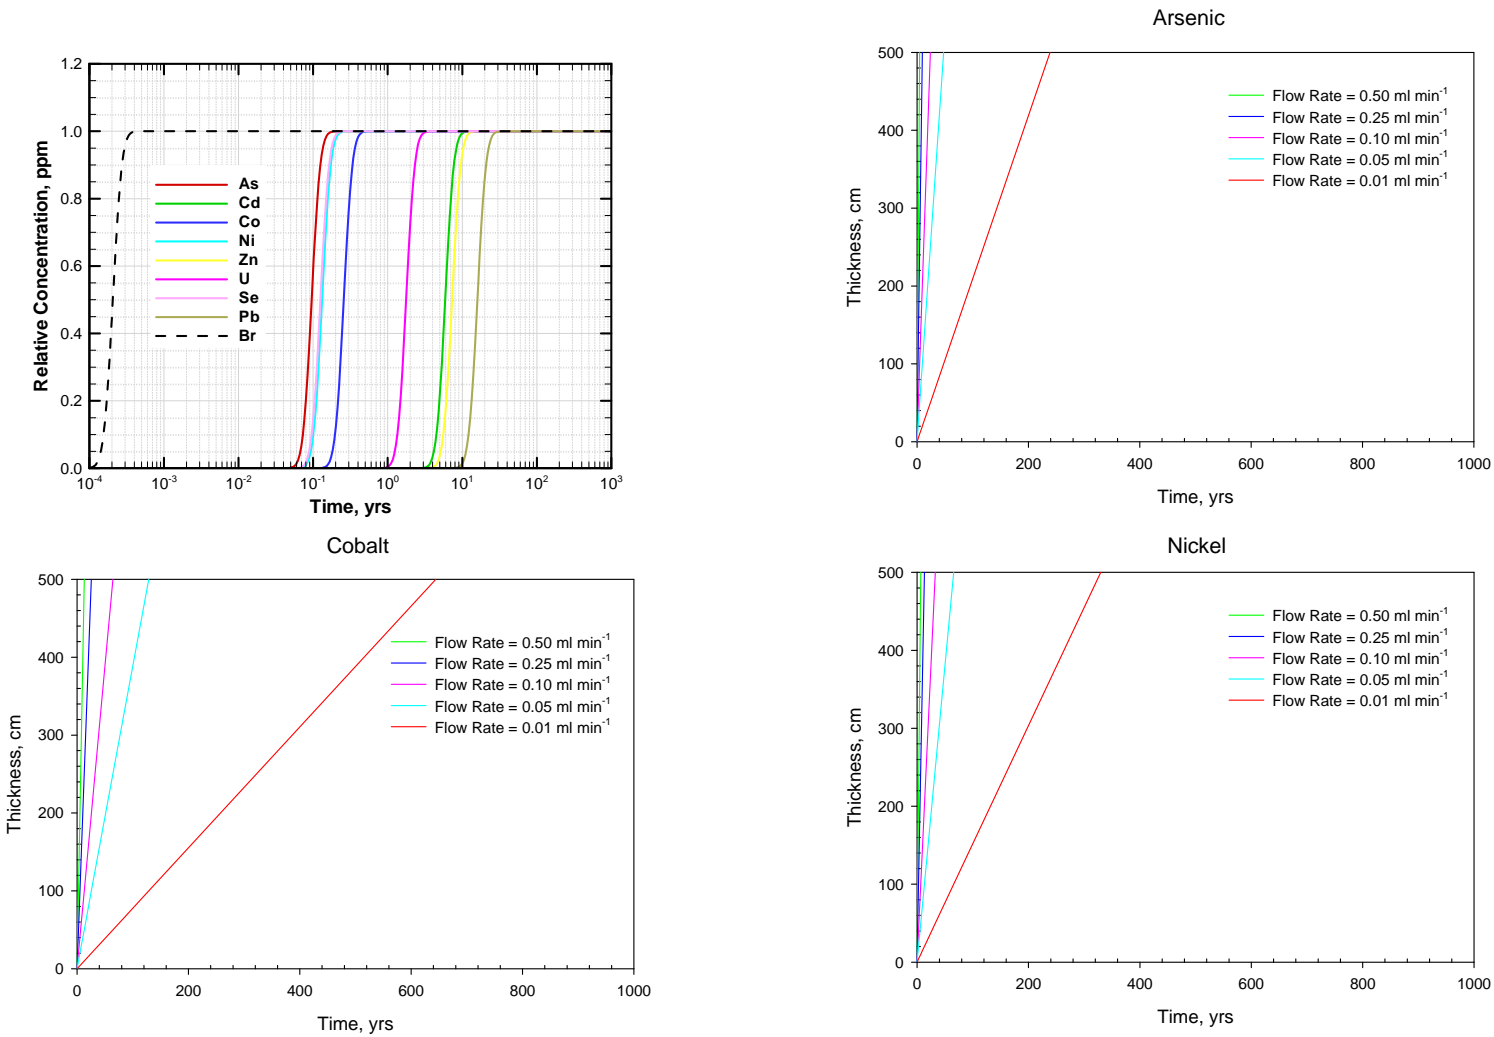 1.2
1.0
0.8
0.6
0.4
0.2
0.0
Relative Concentration, ppm
As
Cd
Co
Ni
Zn
U
Se
Pb
Br
10⁻⁴ 10⁻³ 10⁻² 10⁻¹ 10⁰ 10¹ 10² 10³
Time, yrs
Arsenic
500
400
300
200
100
0
Thickness, cm
Flow Rate = 0.50 ml min⁻¹
Flow Rate = 0.25 ml min⁻¹
Flow Rate = 0.10 ml min⁻¹
Flow Rate = 0.05 ml min⁻¹
Flow Rate = 0.01 ml min⁻¹
0 200 400 600 800 1000
Time, yrs
Cobalt
500
400
300
200
100
0
Thickness, cm
Flow Rate = 0.50 ml min⁻¹
Flow Rate = 0.25 ml min⁻¹
Flow Rate = 0.10 ml min⁻¹
Flow Rate = 0.05 ml min⁻¹
Flow Rate = 0.01 ml min⁻¹
0 200 400 600 800 1000
Time, yrs
Nickel
500
400
300
200
100
0
Thickness, cm
Flow Rate = 0.50 ml min⁻¹
Flow Rate = 0.25 ml min⁻¹
Flow Rate = 0.10 ml min⁻¹
Flow Rate = 0.05 ml min⁻¹
Flow Rate = 0.01 ml min⁻¹
0 200 400 600 800 1000
Time, yrs